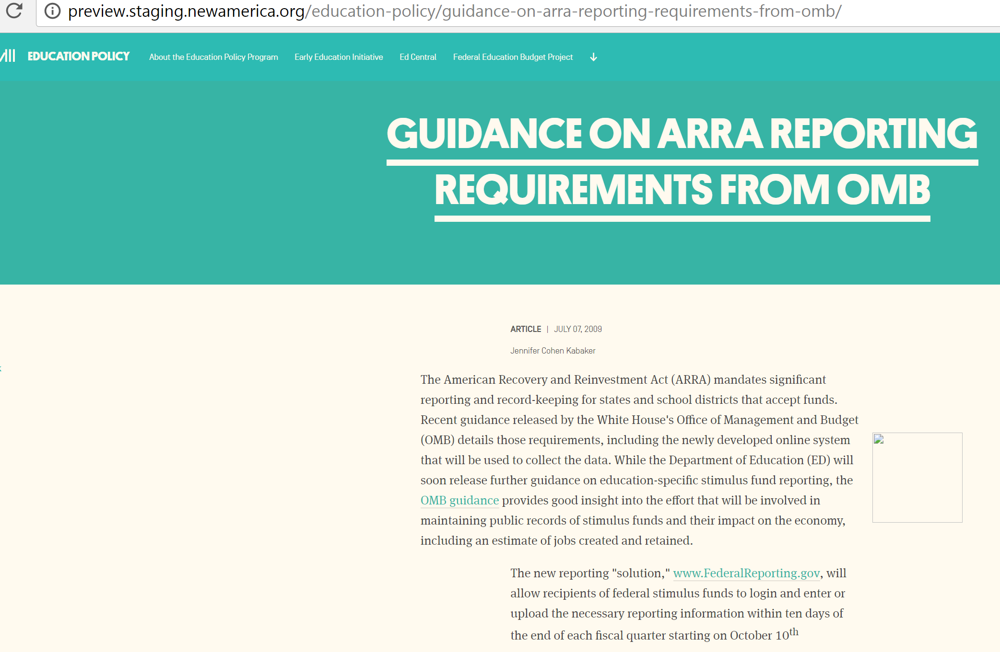 preview.staging.newamerica.org/education-policy/guidance-on-arra-reporting-requirements-from-omb/
EDUCATION POLICY About the Education Policy Program Early Education Initiative Ed Central Federal Education Budget Project
GUIDANCE ON ARRA REPORTING
REQUIREMENTS FROM OMB
ARTICLE | JULY 07, 2009
Jennifer Cohen Kabaker
The American Recovery and Reinvestment Act (ARRA) mandates significant
reporting and record-keeping for states and school districts that accept funds.
Recent guidance released by the White House's Office of Management and Budget
(OMB) details those requirements, including the newly developed online system
that will be used to collect the data. While the Department of Education (ED) will
soon release further guidance on education-specific stimulus fund reporting, the
OMB guidance provides good insight into the effort that will be involved in
maintaining public records of stimulus funds and their impact on the economy,
including an estimate of jobs created and retained.
The new reporting "solution," www.FederalReporting.gov, will
allow recipients of federal stimulus funds to login and enter or
upload the necessary reporting information within ten days of
the end of each fiscal quarter starting on October 10th